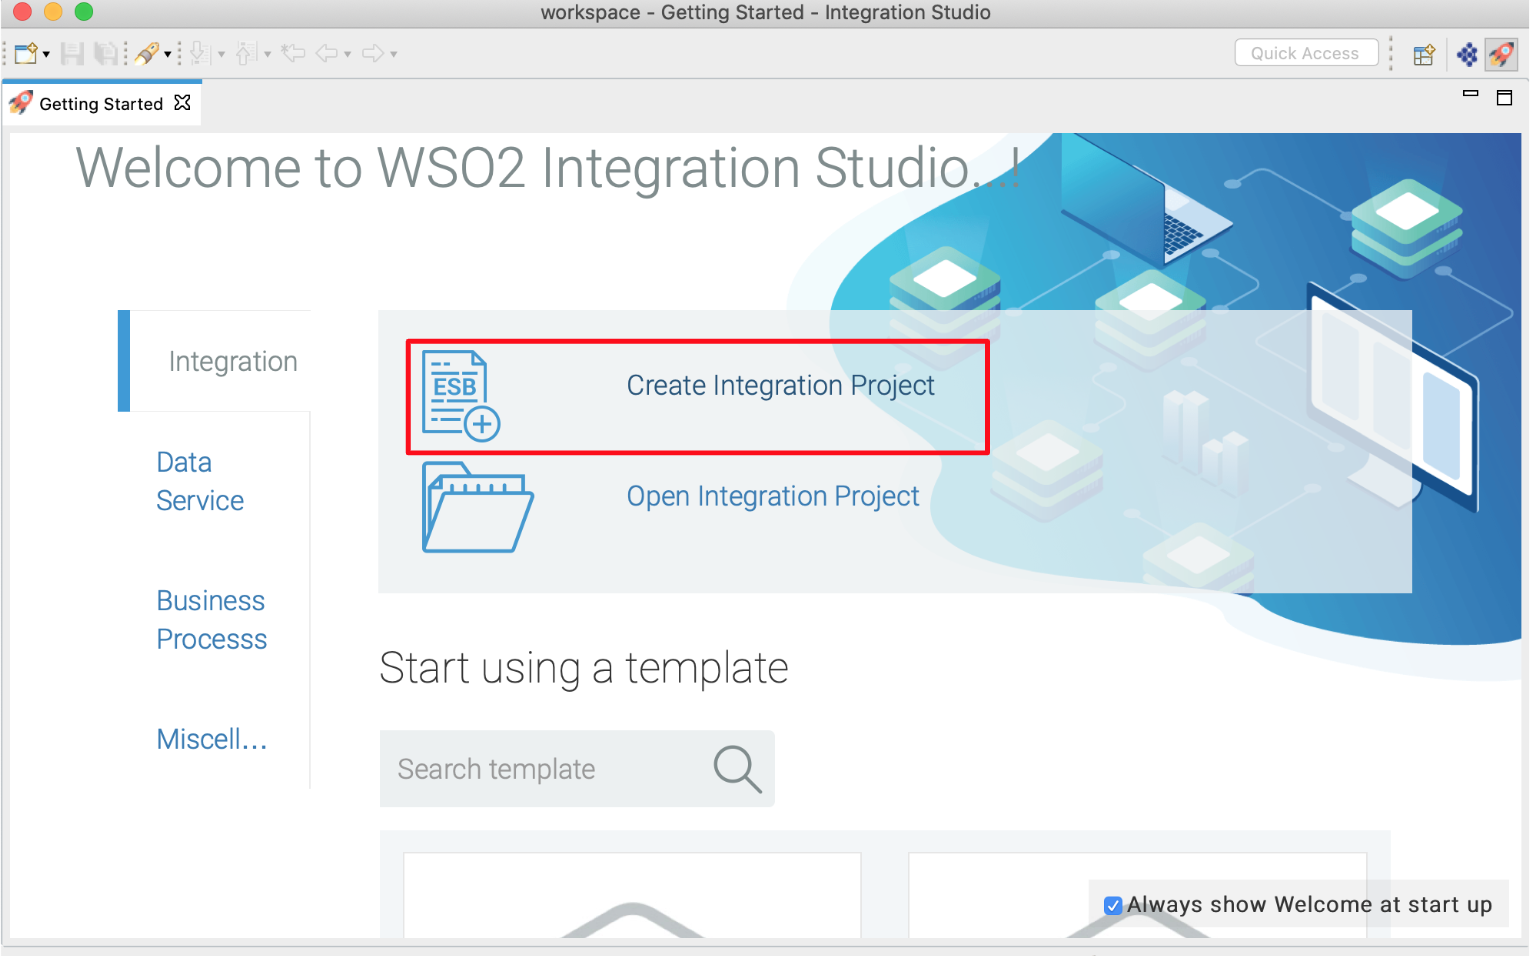 workspace - Getting Started - Integration Studio
Quick Access
Getting Started
Welcome to WSO2 Integration Studio...!
Integration
Data
Service
Business
Processs
Miscell...
ESB
Create Integration Project
Open Integration Project
Start using a template
Search template
Always show Welcome at start up